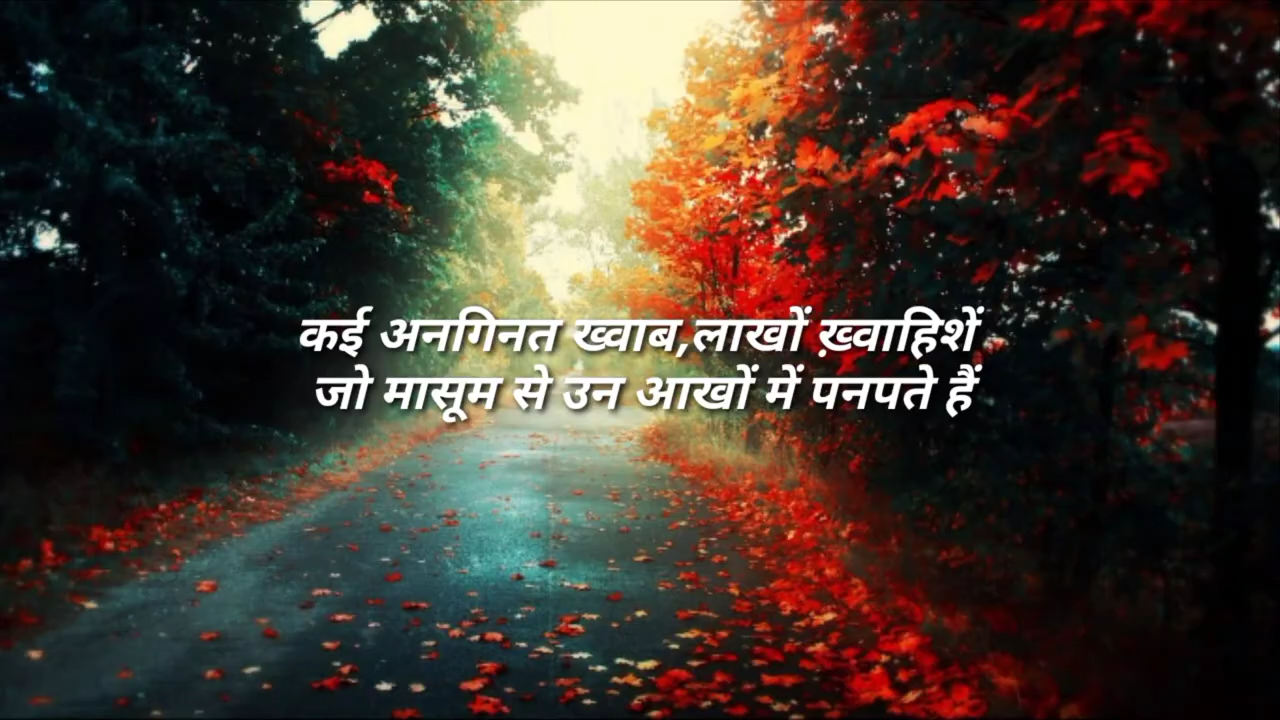 कई अनगिनत ख्वाब,लाखों ख़्वाहिशें
जो मासूम से उन आखों में पनपते हैं